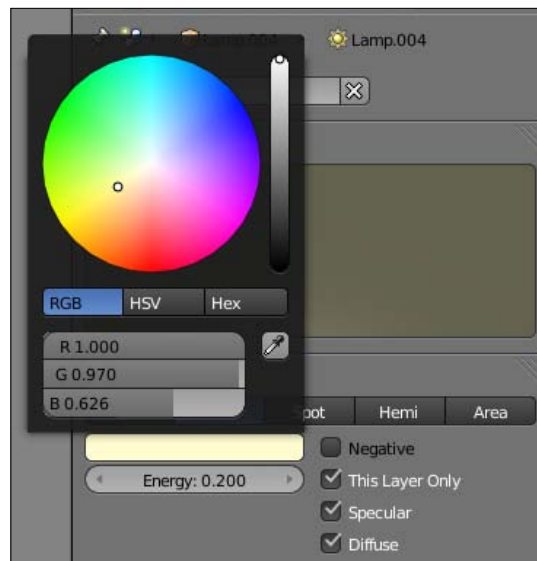 Lamp.004
RGB HSV Hex
R 1.000
G 0.970
B 0.626
Spot Hemi Area
Negative
Energy: 0.200
This Layer Only
Specular
Diffuse